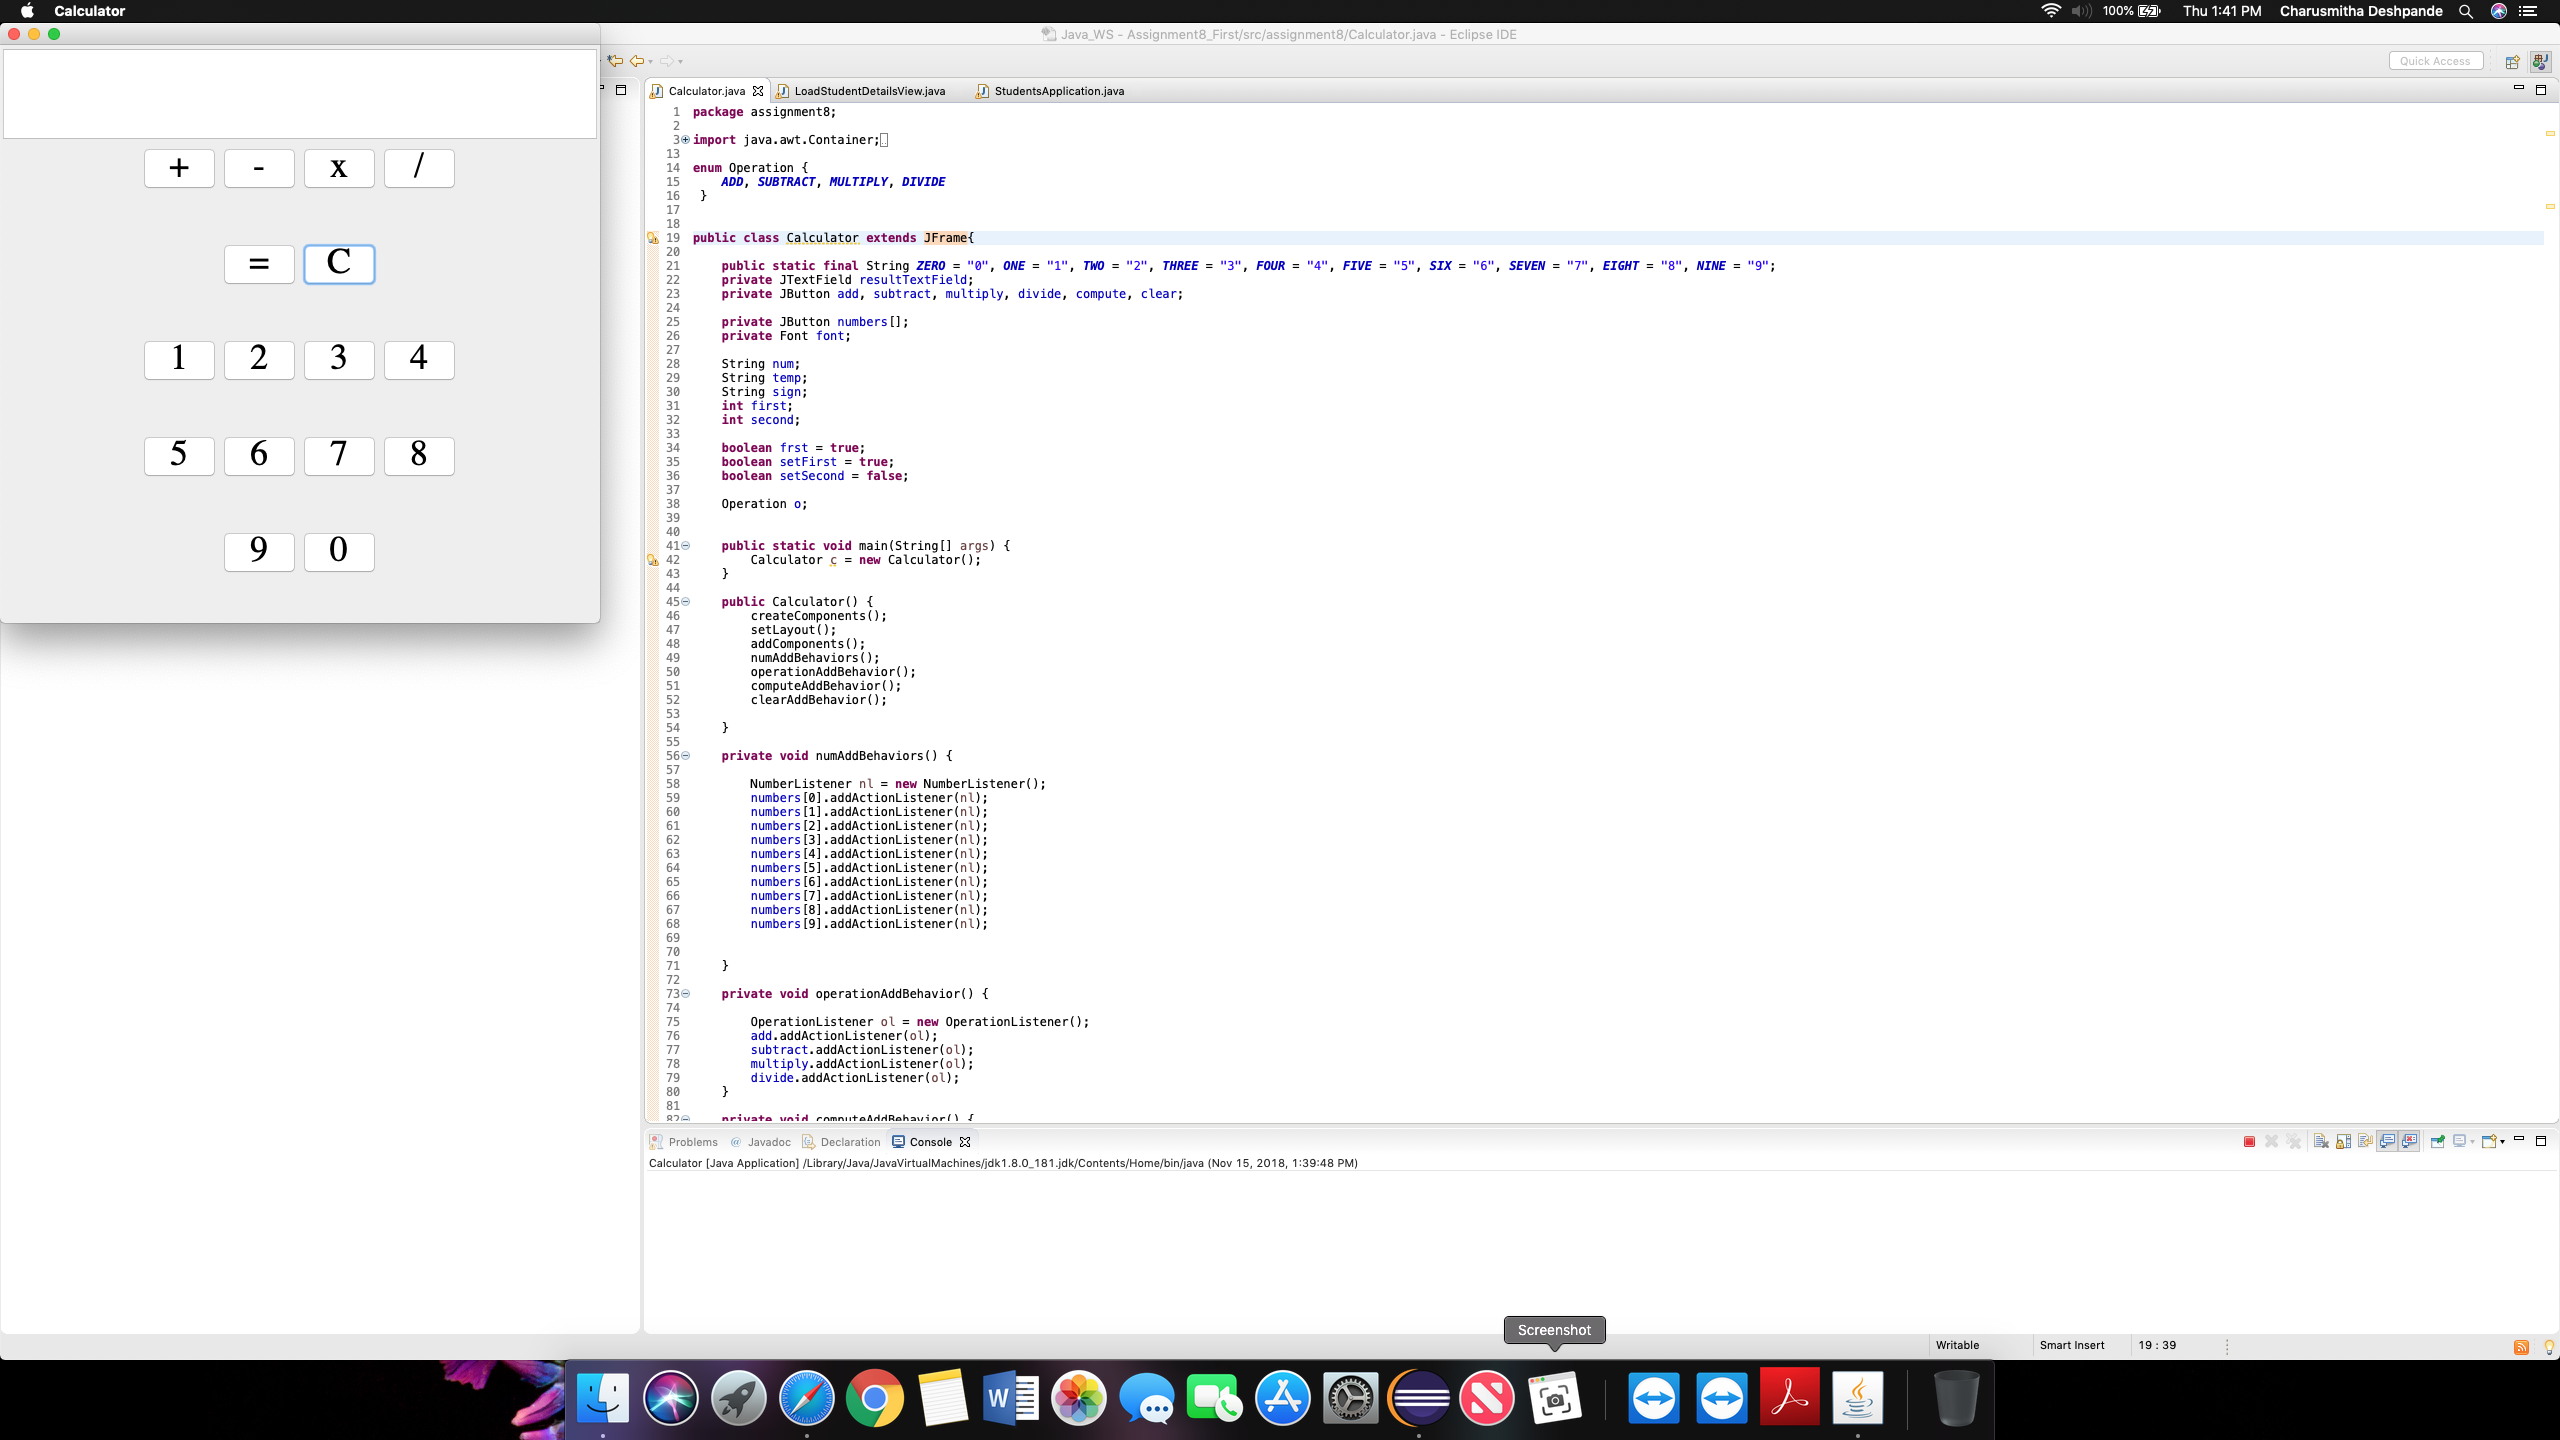 Calculator
100%
Thu 1:41 PM
Charusmitha Deshpande
Java_WS - Assignment8_First/src/assignment8/Calculator.java - Eclipse IDE
Quick Access
+ - x /
= C
1 2 3 4
5 6 7 8
9 0
Calculator.java
LoadStudentDetailsView.java
StudentsApplication.java
1 package assignment8;
2
3 import java.awt.Container;
13
14 enum Operation {
15 ADD, SUBTRACT, MULTIPLY, DIVIDE
16 }
17
18
19 public class Calculator extends JFrame{
20
21 public static final String ZERO = "0", ONE = "1", TWO = "2", THREE = "3", FOUR = "4", FIVE = "5", SIX = "6", SEVEN = "7", EIGHT = "8", NINE = "9";
22 private JTextField resultTextField;
23 private JButton add, subtract, multiply, divide, compute, clear;
24
25 private JButton numbers[];
26 private Font font;
27
28 String num;
29 String temp;
30 String sign;
31 int first;
32 int second;
33
34 boolean frst = true;
35 boolean setFirst = true;
36 boolean setSecond = false;
37
38 Operation o;
39
40
41 public static void main(String[] args) {
42 Calculator c = new Calculator();
43 }
44
45 public Calculator() {
46 createComponents();
47 setLayout();
48 addComponents();
49 numAddBehaviors();
50 operationAddBehavior();
51 computeAddBehavior();
52 clearAddBehavior();
53
54 }
55
56 private void numAddBehaviors() {
57
58 NumberListener nl = new NumberListener();
59 numbers[0].addActionListener(nl);
60 numbers[1].addActionListener(nl);
61 numbers[2].addActionListener(nl);
62 numbers[3].addActionListener(nl);
63 numbers[4].addActionListener(nl);
64 numbers[5].addActionListener(nl);
65 numbers[6].addActionListener(nl);
66 numbers[7].addActionListener(nl);
67 numbers[8].addActionListener(nl);
68 numbers[9].addActionListener(nl);
69
70
71 }
72
73 private void operationAddBehavior() {
74
75 OperationListener ol = new OperationListener();
76 add.addActionListener(ol);
77 subtract.addActionListener(ol);
78 multiply.addActionListener(ol);
79 divide.addActionListener(ol);
80 }
81
82 private void computeAddBehavior() {
Problems @ Javadoc Declaration Console
Calculator [Java Application] /Library/Java/JavaVirtualMachines/jdk1.8.0_181.jdk/Contents/Home/bin/java (Nov 15, 2018, 1:39:48 PM)
Screenshot
Writable
Smart Insert
19 : 39
W